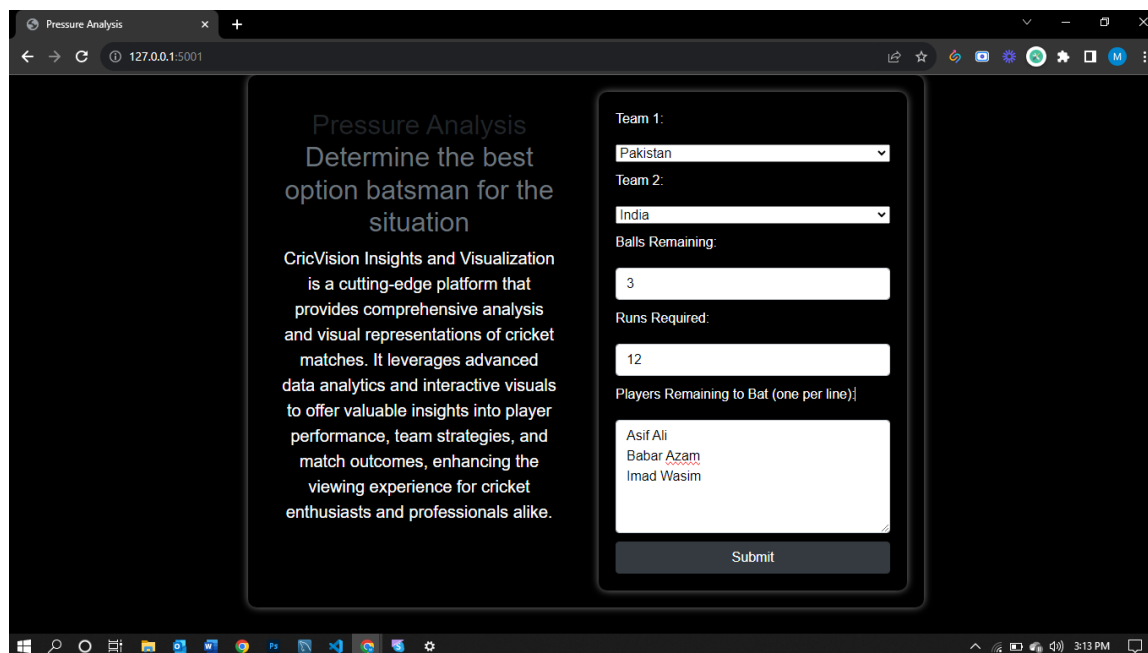 Pressure Analysis
127.0.0.1:5001
M
Pressure Analysis
Determine the best
option batsman for the
situation
CricVision Insights and Visualization
is a cutting-edge platform that
provides comprehensive analysis
and visual representations of cricket
matches. It leverages advanced
data analytics and interactive visuals
to offer valuable insights into player
performance, team strategies, and
match outcomes, enhancing the
viewing experience for cricket
enthusiasts and professionals alike.
Team 1:
Pakistan
Team 2:
India
Balls Remaining:
3
Runs Required:
12
Players Remaining to Bat (one per line):
Asif Ali
Babar Azam
Imad Wasim
Submit
3:13 PM